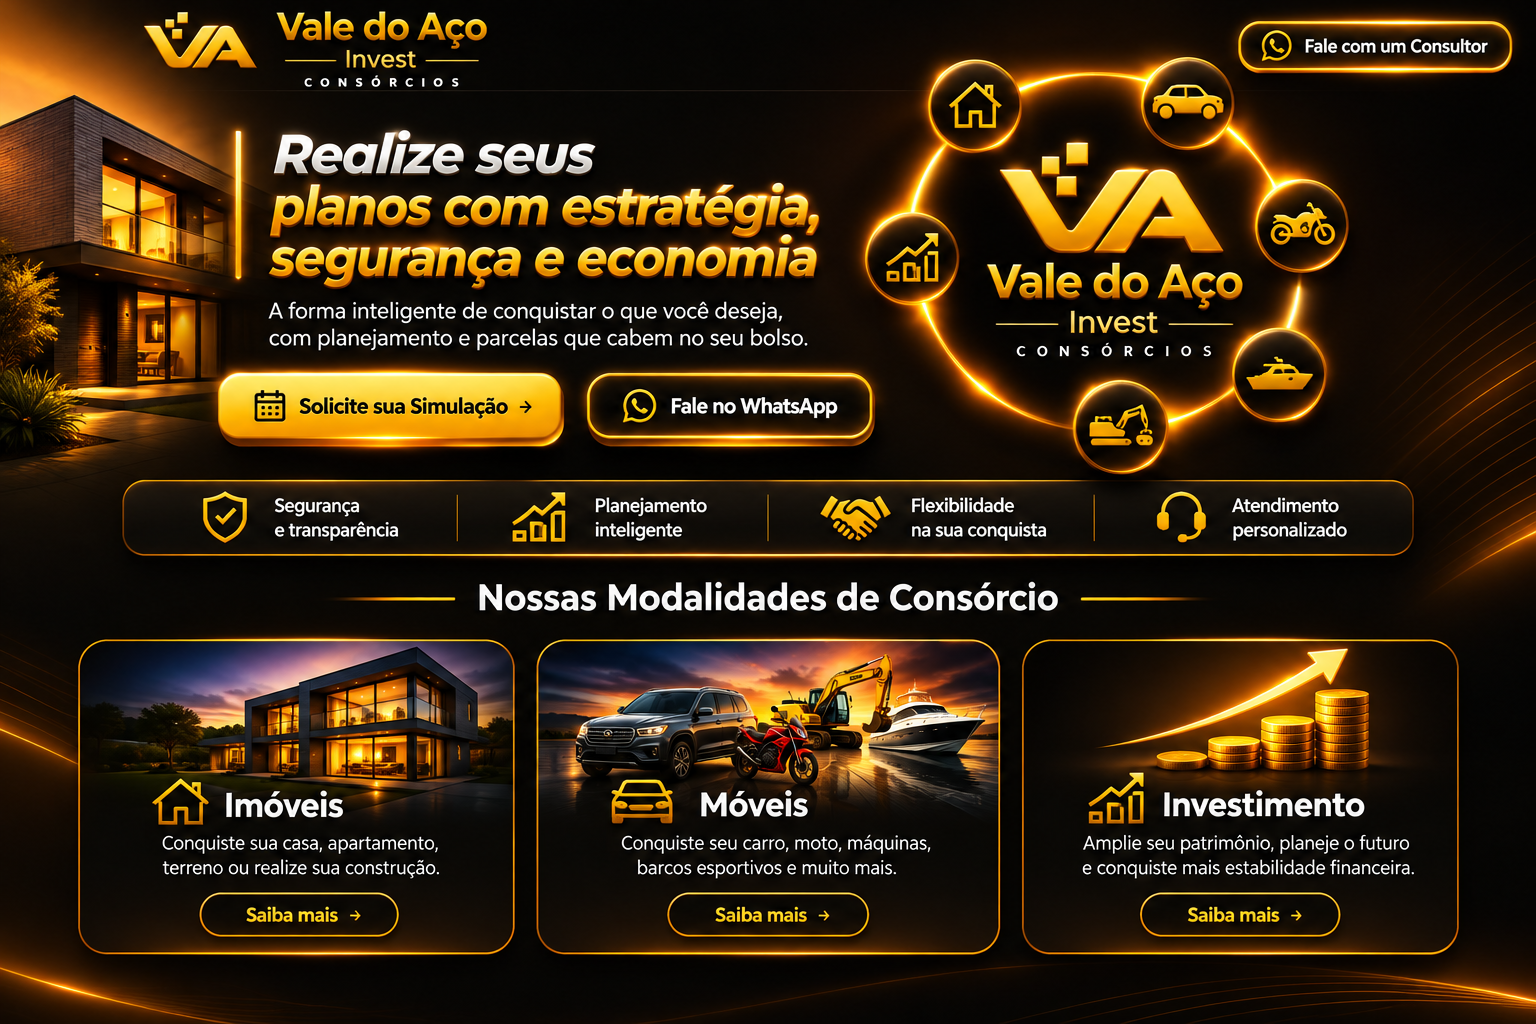 VA
Vale do Aço
Invest
CONSÓRCIOS
Fale com um Consultor
Realize seus
planos com estratégia,
segurança e economia
A forma inteligente de conquistar o que você deseja,
com planejamento e parcelas que cabem no seu bolso.
Solicite sua Simulação →
Fale no WhatsApp
VA
Vale do Aço
Invest
CONSÓRCIOS
Segurança
e transparência
Planejamento
inteligente
Flexibilidade
na sua conquista
Atendimento
personalizado
Nossas Modalidades de Consórcio
Imóveis
Conquiste sua casa, apartamento,
terreno ou realize sua construção.
Saiba mais →
Móveis
Conquiste seu carro, moto, máquinas,
barcos esportivos e muito mais.
Saiba mais →
Investimento
Amplie seu patrimônio, planeje o futuro
e conquiste mais estabilidade financeira.
Saiba mais →